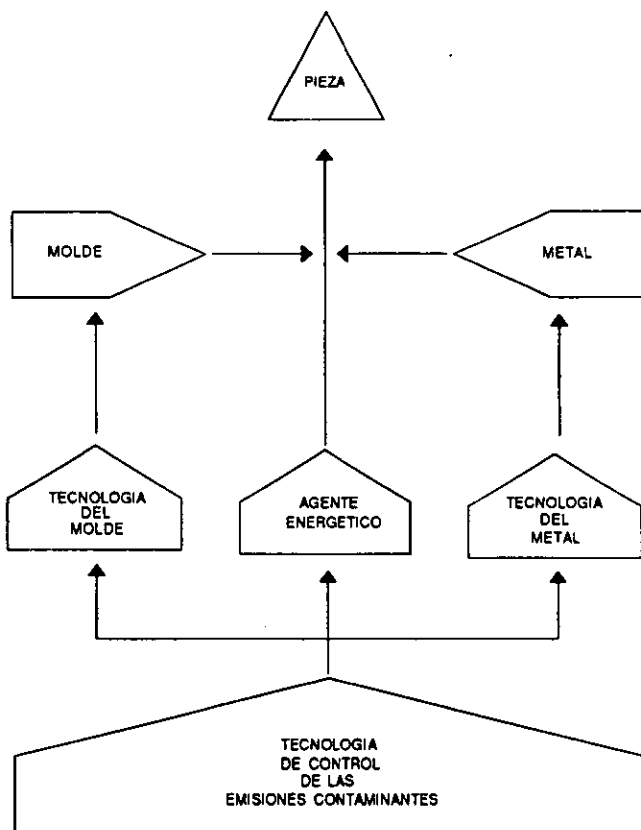 PIEZA
MOLDE
METAL
TECNOLOGIA
DEL
MOLDE
AGENTE
ENERGETICO
TECNOLOGIA
DEL
METAL
TECNOLOGIA
DE CONTROL
DE LAS
EMISIONES CONTAMINANTES